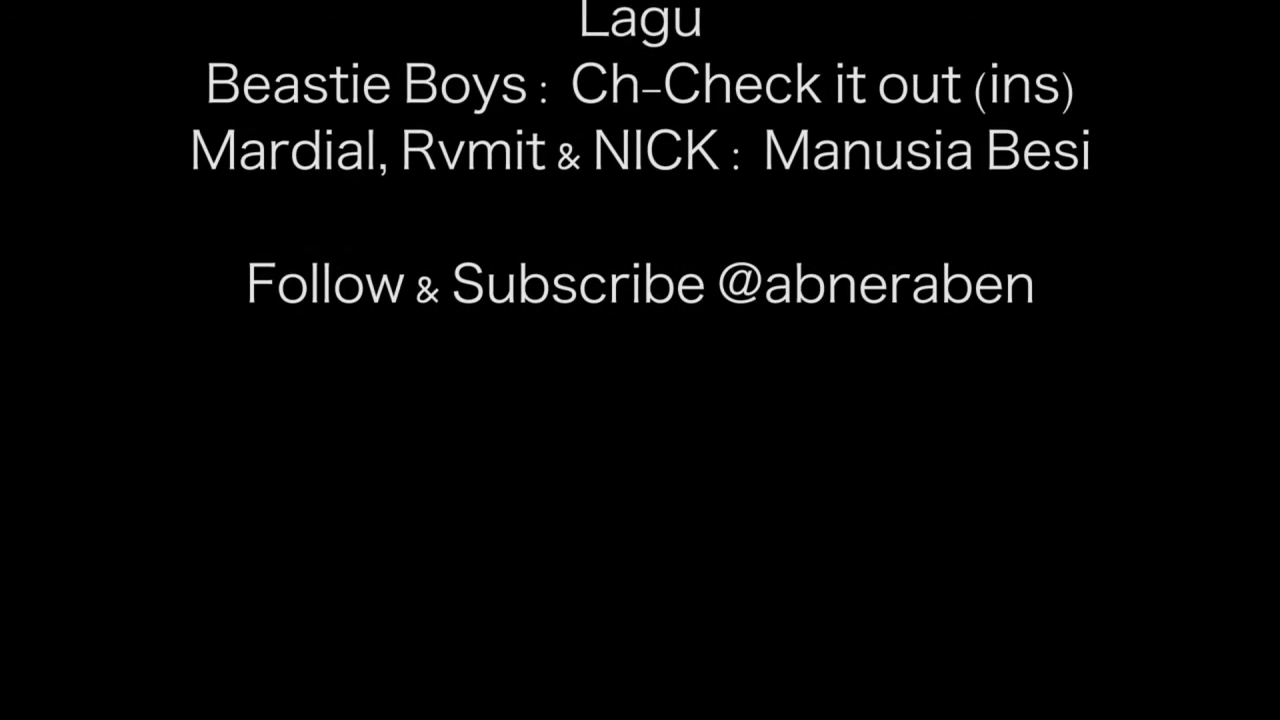 Lagu
Beastie Boys : Ch-Check it out (ins)
Mardial, Rvmit & NICK : Manusia Besi
Follow & Subscribe @abneraben